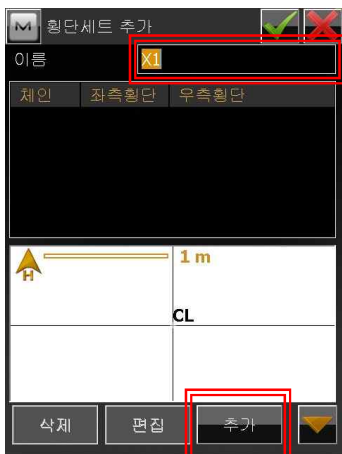 횡단세트 추가
이름 X1
체인 좌측횡단 우측횡단
1 m
H
CL
삭제 편집 추가